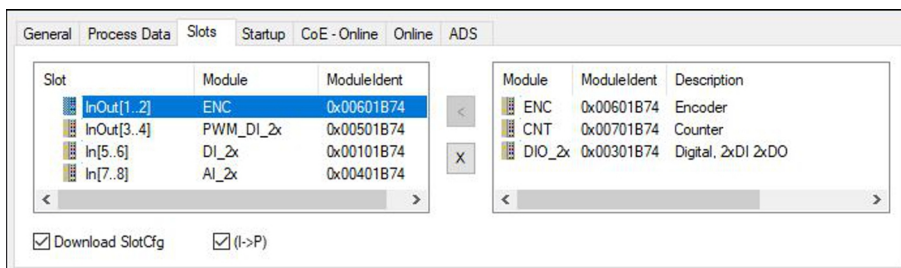 General Process Data Slots Startup CoE - Online Online ADS
Slot Module ModuleIdent
InOut[1..2] ENC 0x00601B74
InOut[3..4] PWM_DI_2x 0x00501B74
In[5..6] DI_2x 0x00101B74
In[7..8] AI_2x 0x00401B74
<
X
Module ModuleIdent Description
ENC 0x00601B74 Encoder
CNT 0x00701B74 Counter
DIO_2x 0x00301B74 Digital, 2xDI 2xDO
Download SlotCfg (I->P)